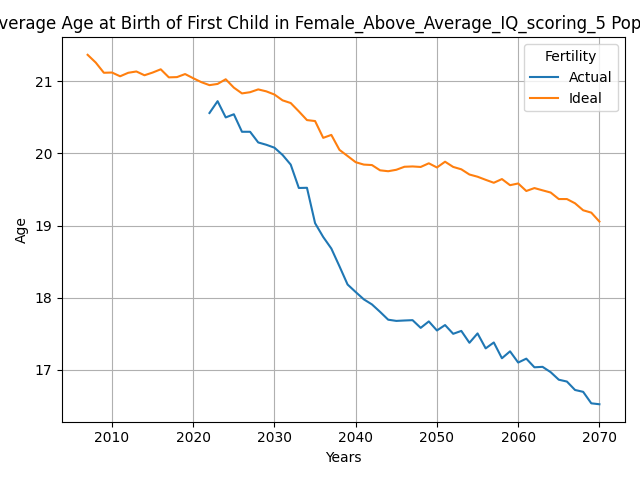 verage Age at Birth of First Child in Female_Above_Average_IQ_scoring_5 Pop
Fertility
Actual
Ideal
Age
21
20
19
18
17
2010 2020 2030 2040 2050 2060 2070
Years